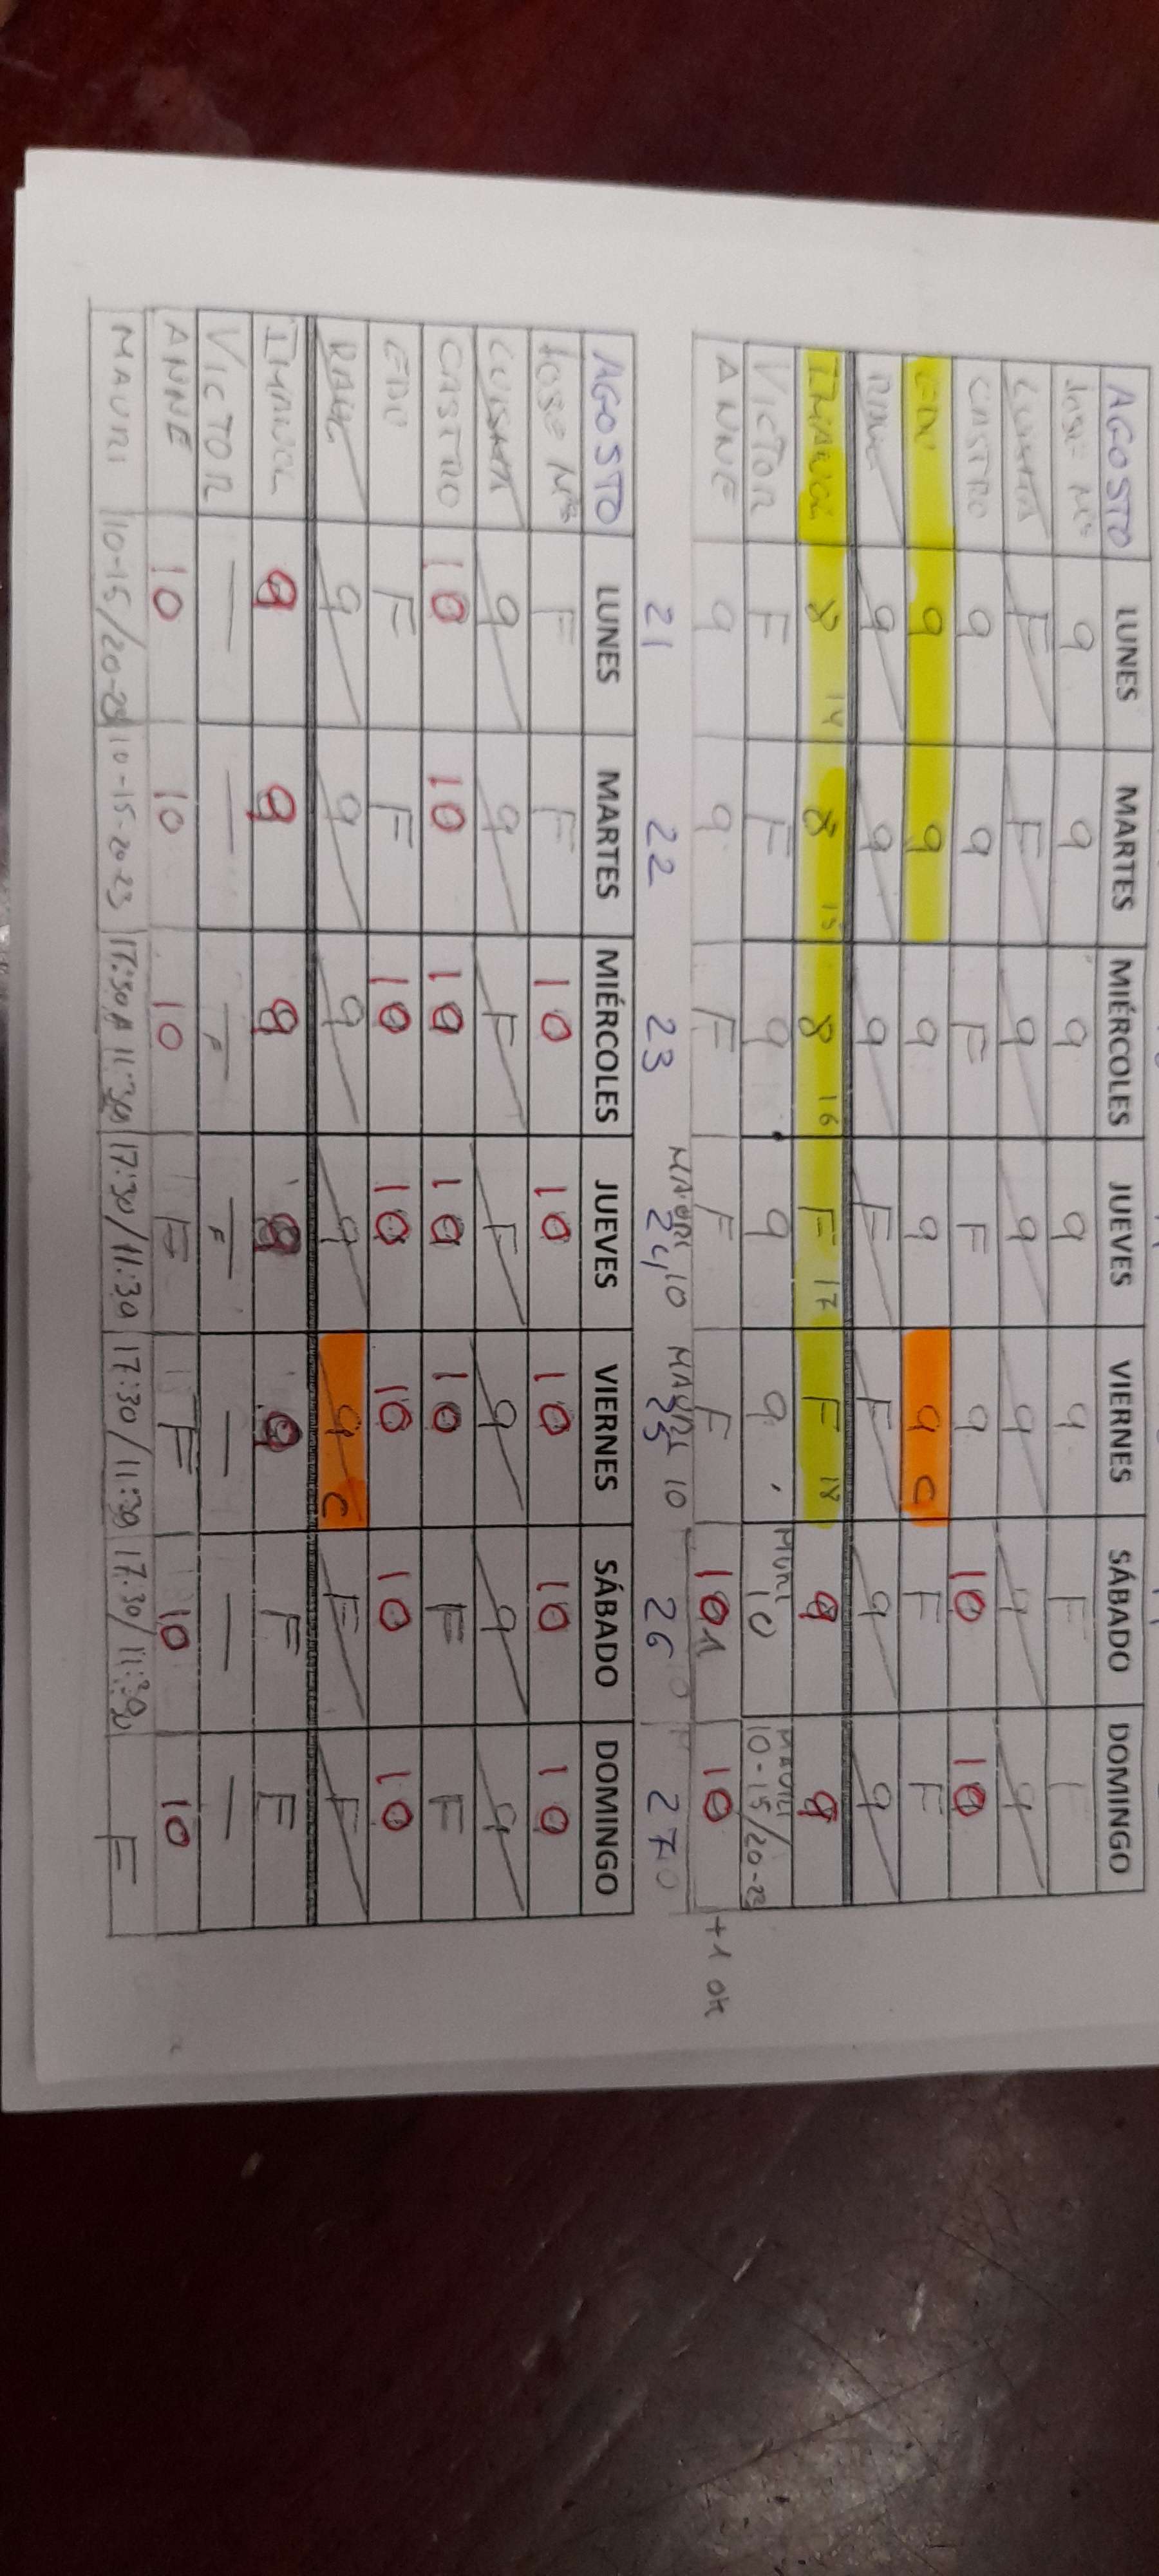 AGOSTO LUNES MARTES MIÉRCOLES JUEVES VIERNES SÁBADO DOMINGO
JOSE Mª 9 9 9 9 9 F
F F 9 9 9 9 9
CASTRO 9 9 F F 9 10 10
EDU 9 9 9 9 9 C F F
9 9 9 F F 9 9
IMANOL 8 14 8 15 8 16 F 17 F 18 9 9
VICTOR F F 9 9 9 10 MAURI 10-15/20-23
ANNE 9 9 F F F 10 1 10 +1 OK
MAURI 10 MAURI 10
21 22 23 24 25 26 27
AGOSTO LUNES MARTES MIÉRCOLES JUEVES VIERNES SÁBADO DOMINGO
JOSE Mª F F 10 10 10 10 10
9 9 F F 9 9 9
CASTRO 10 10 10 10 10 F F
EDU F F 10 10 10 10 10
9 9 9 9 9 C F F
IMANOL 9 9 9 9 9 F F
VICTOR — — F F — — —
ANNE 10 10 10 F F 10 10
MAURI 10-15/20-23 10-15-20-23 17:30 A 11:30 17:30/11:30 17:30/11:30 17:30/11:30 F